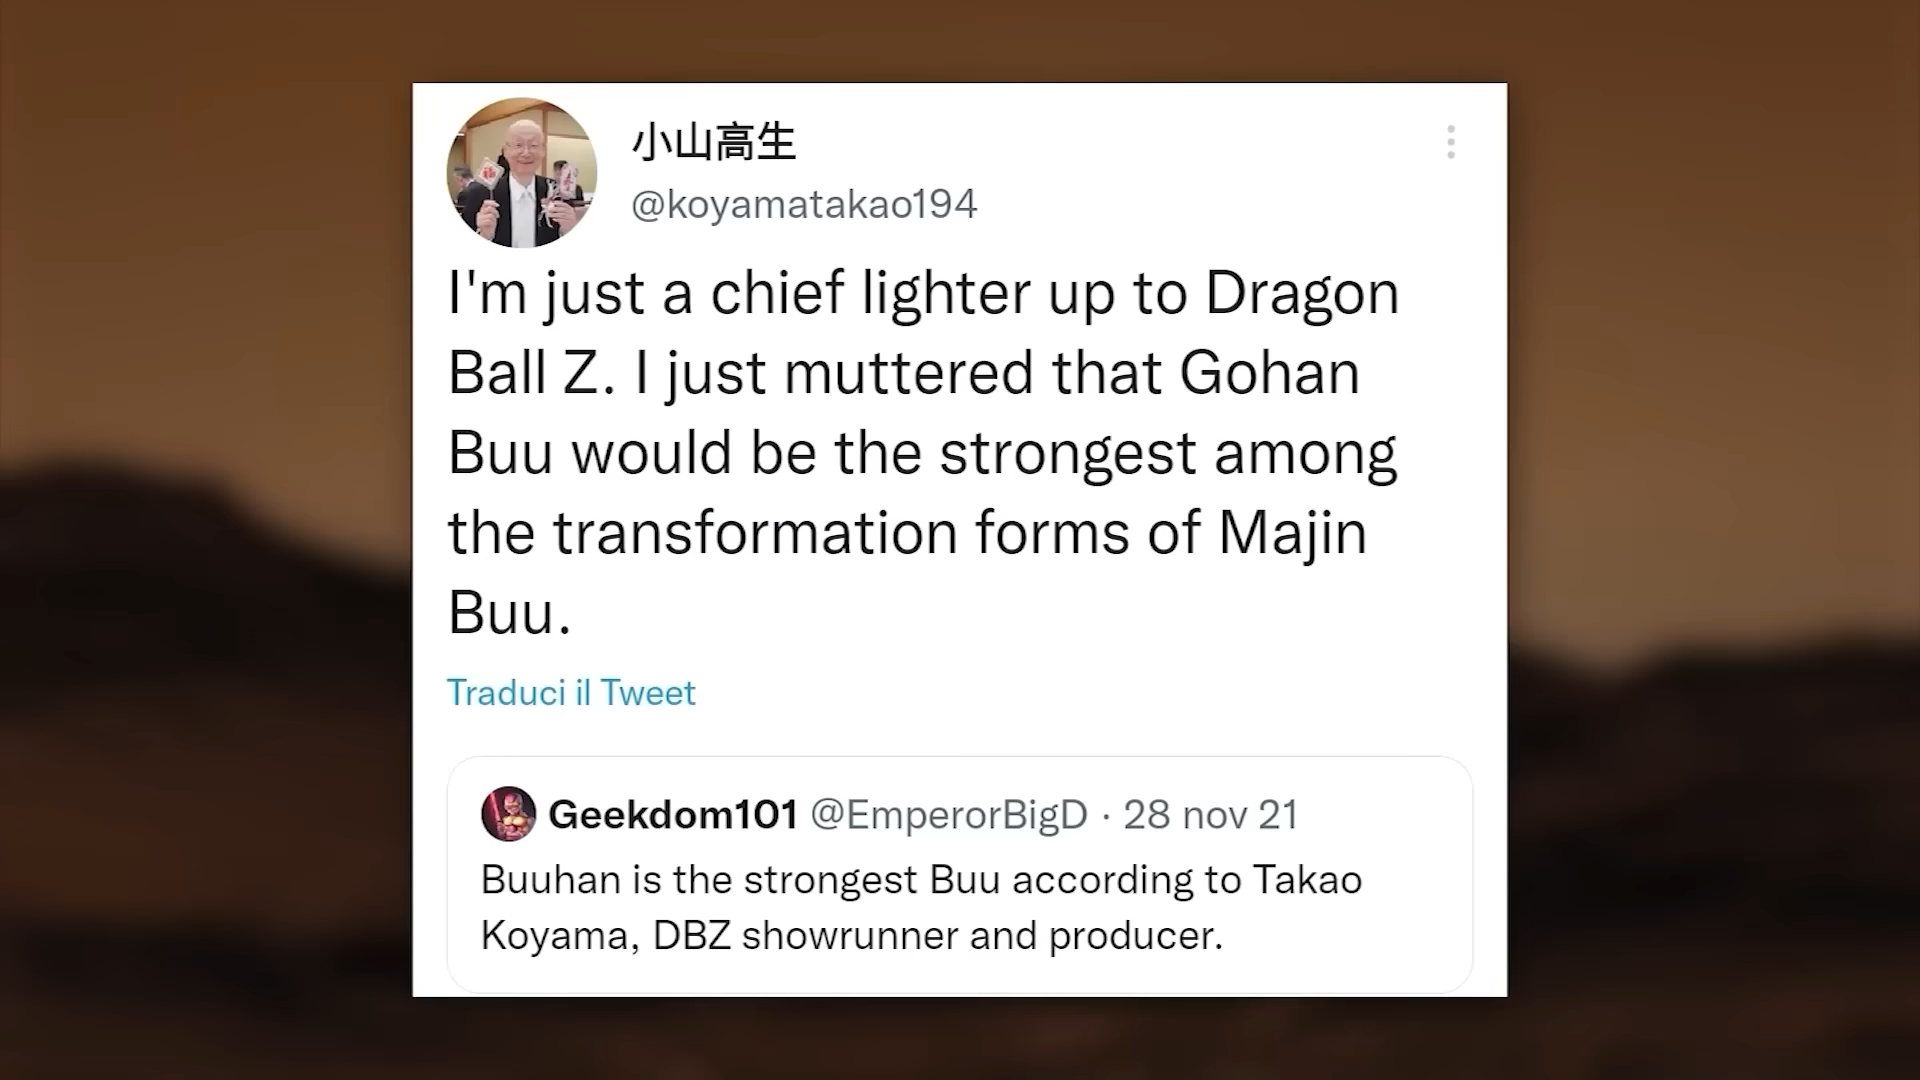 小山高生
@koyamatakao194
I'm just a chief lighter up to Dragon
Ball Z. I just muttered that Gohan
Buu would be the strongest among
the transformation forms of Majin
Buu.
Traduci il Tweet
Geekdom101 @EmperorBigD · 28 nov 21
Buuhan is the strongest Buu according to Takao
Koyama, DBZ showrunner and producer.